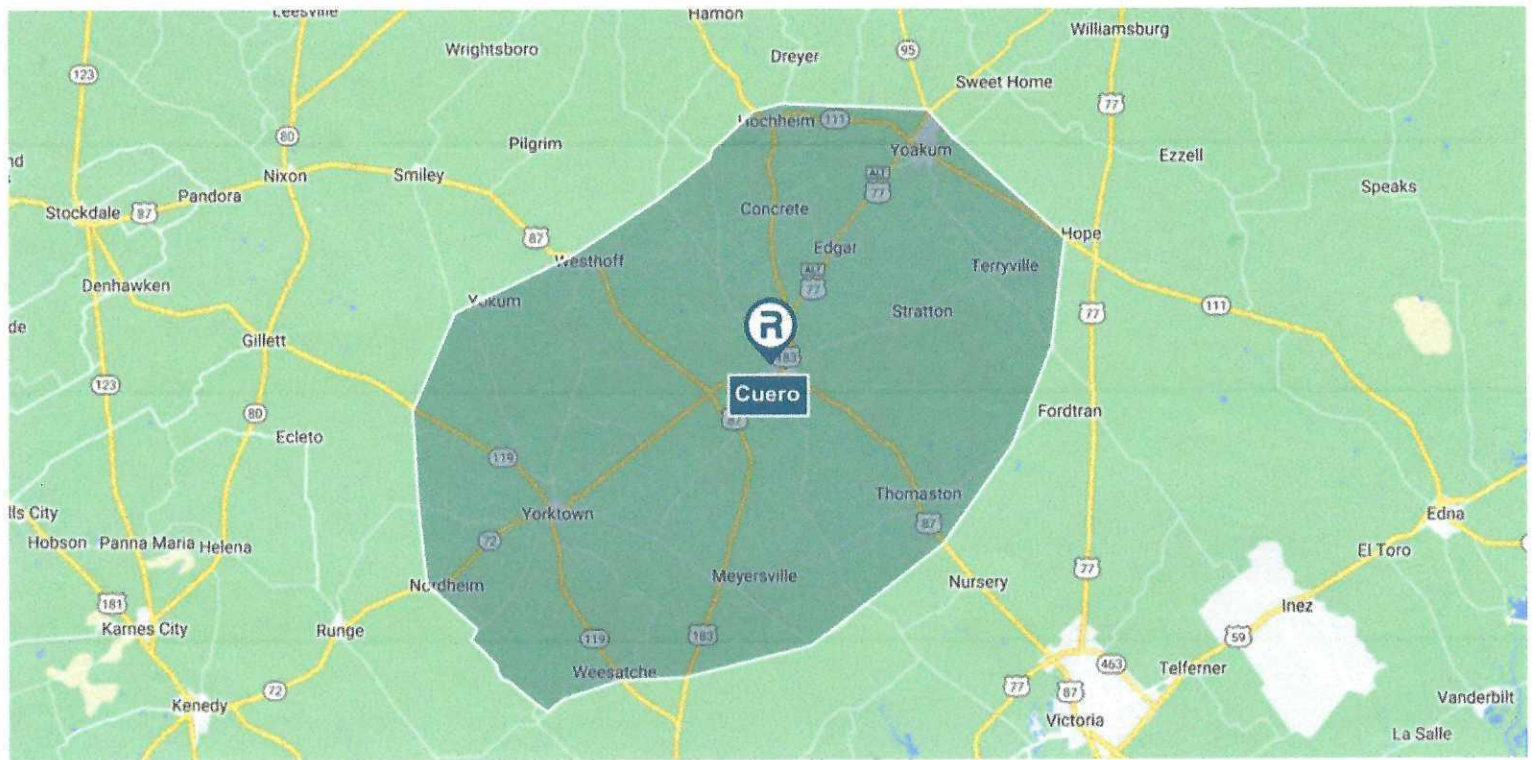 Leesville
Hamon
Williamsburg
Wrightsboro
95
Dreyer
123
Sweet Home
77
80
Hochheim
111
Pilgrim
Yoakum
Ezzell
nd
Nixon
Smiley
ALT
77
Pandora
Speaks
Stockdale
87
Concrete
87
Hope
Edgar
Westhoff
Terryville
ALT
77
Denhawken
Yokum
111
Stratton
77
de
R
Gillett
183
123
Cuero
80
Fordtran
87
Ecleto
119
Thomaston
lls City
Yorktown
87
Edna
Hobson
Panna Maria
Helena
72
El Toro
77
Nordheim
Meyersville
Nursery
181
Inez
Karnes City
Runge
119
183
59
463
Weesatche
Telferner
72
77
87
Kenedy
Vanderbilt
Victoria
La Salle